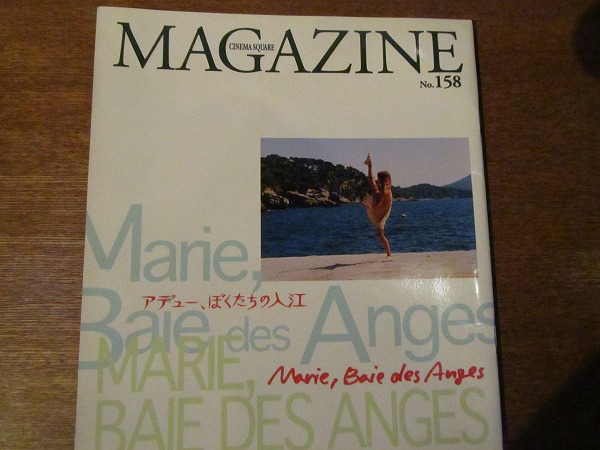 MAGAZINE
CINEMA SQUARE
No.158
Marie,
アデュー、ぼくたちの入江
Baie des Anges
MARIE,
Marie, Baie des Anges
BAIE DES ANGES